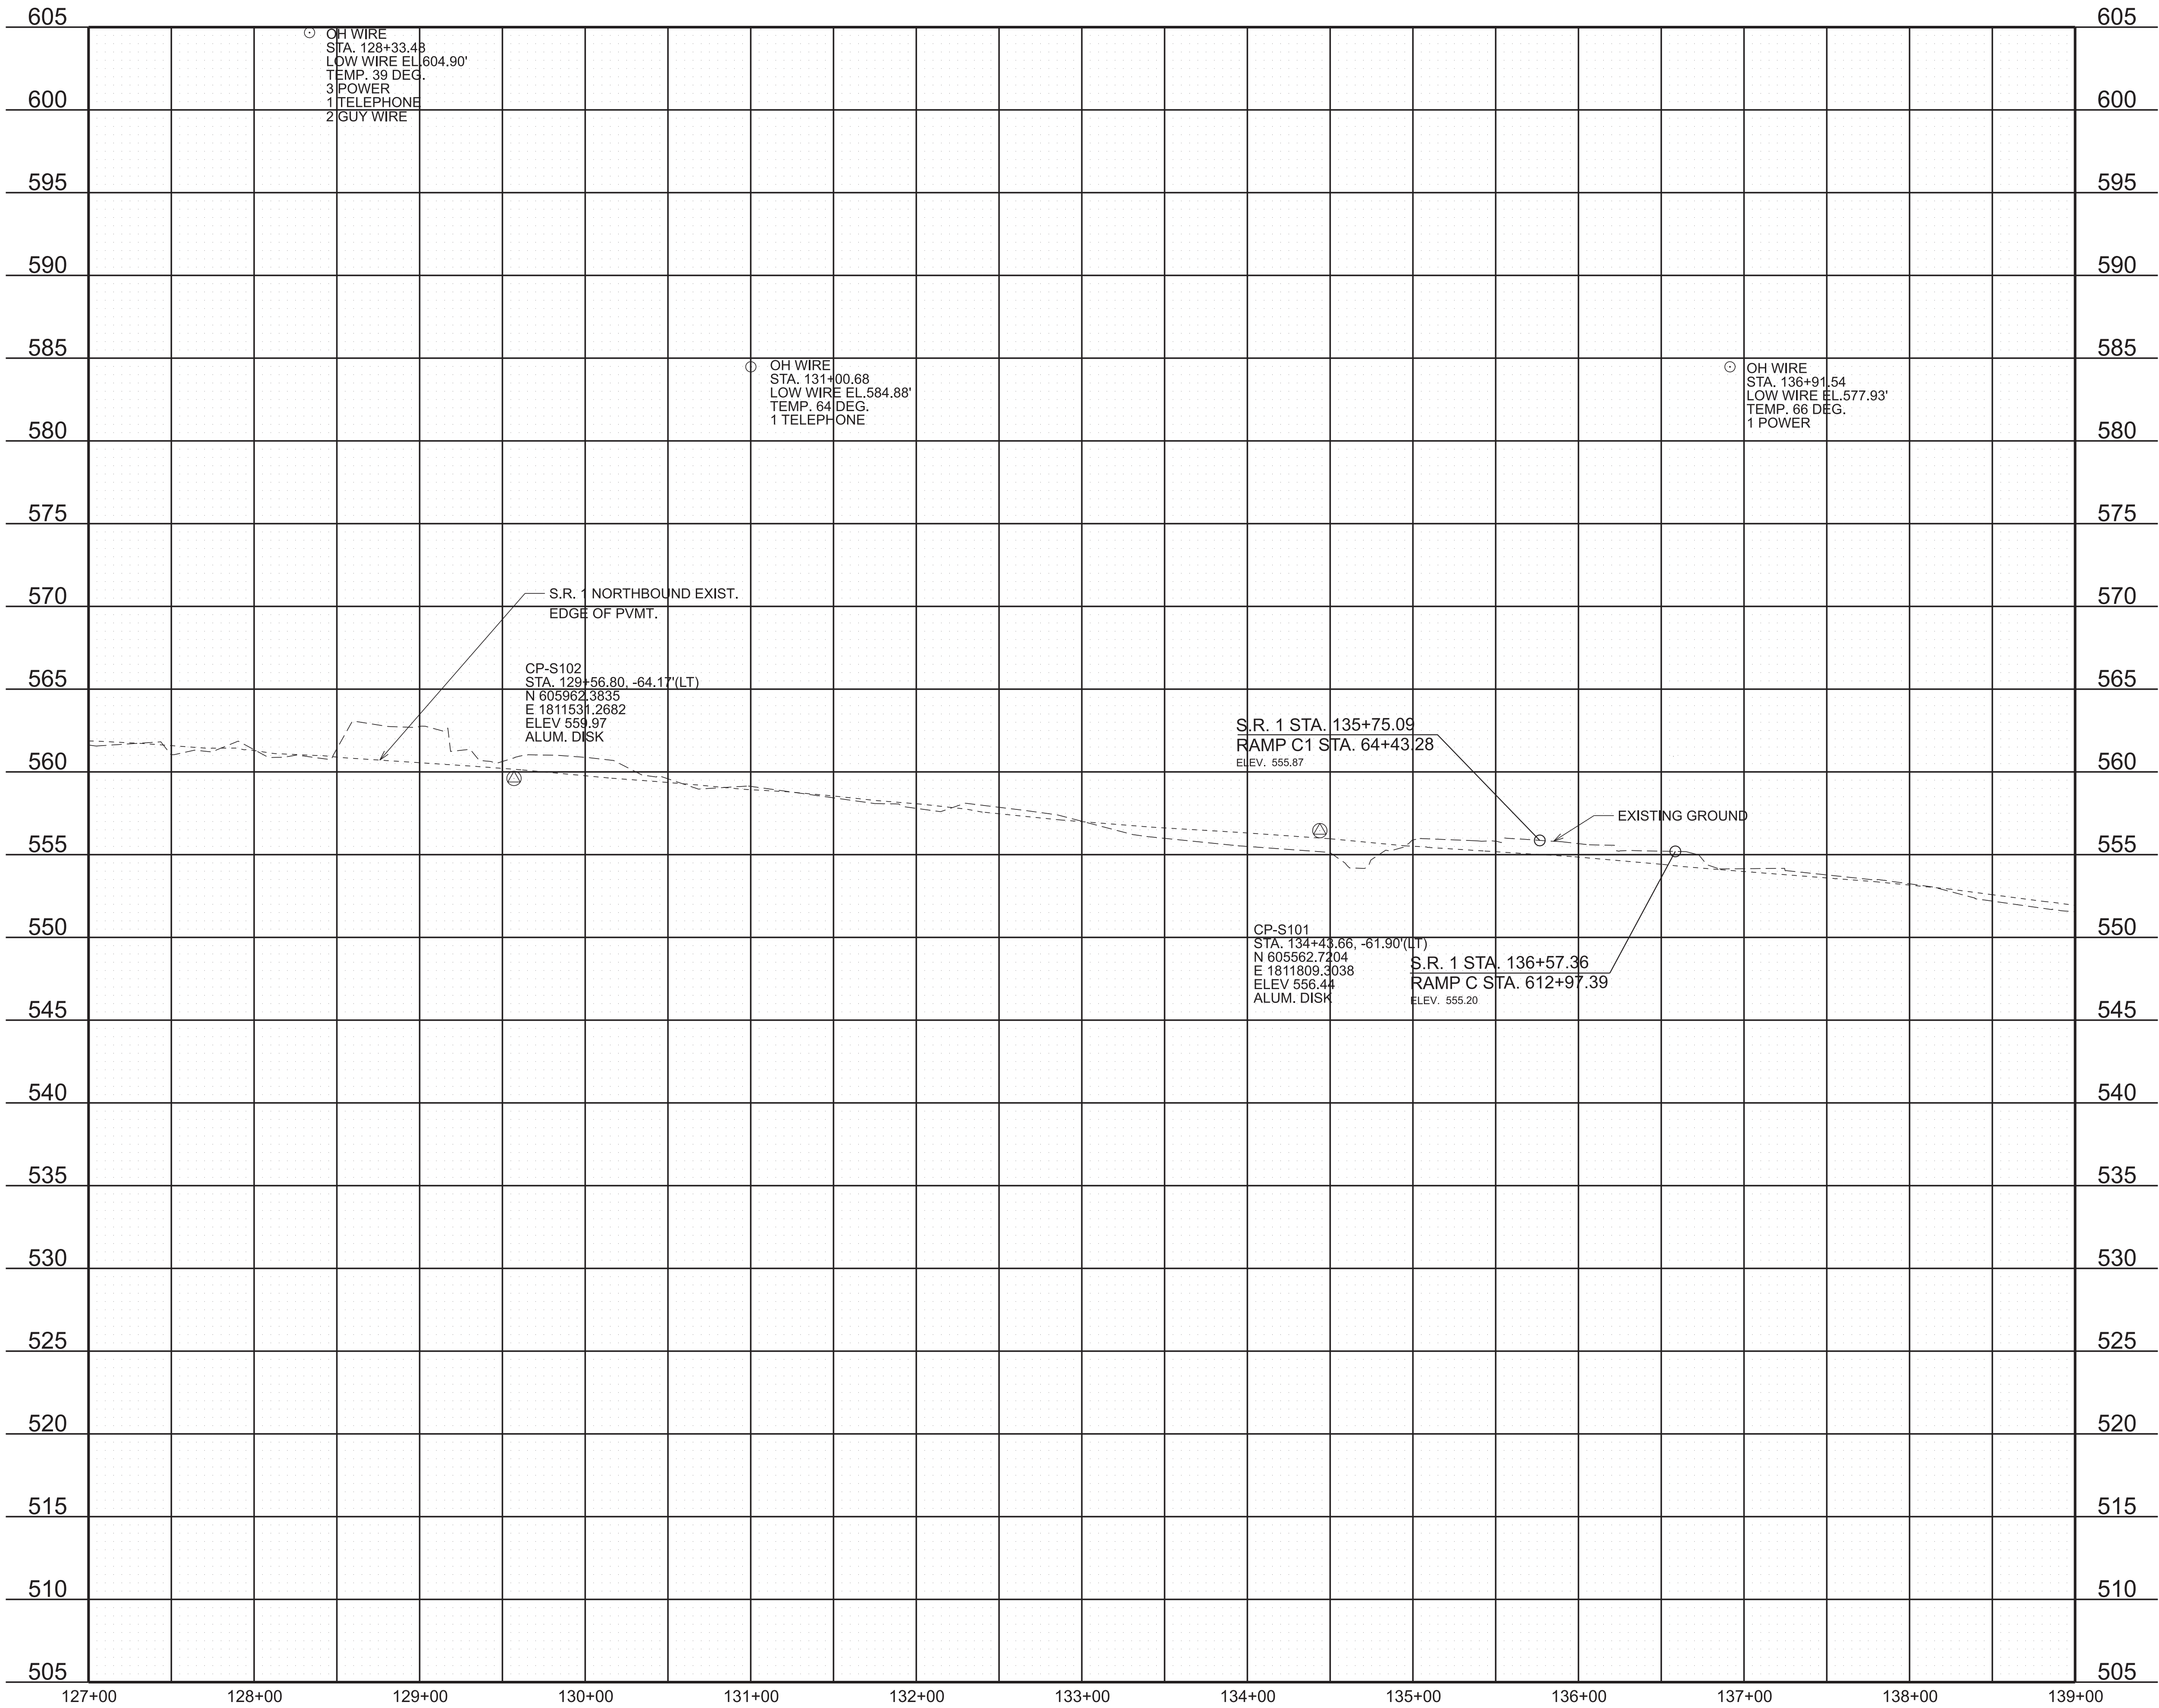 605 605
OH WIRE
STA. 128+33.48
LOW WIRE EL.604.90'
TEMP. 39 DEG.
3 POWER
1 TELEPHONE
2 GUY WIRE
600 600
595 595
590 590
585 585
OH WIRE
STA. 131+00.68
LOW WIRE EL.584.88'
TEMP. 64 DEG.
1 TELEPHONE
OH WIRE
STA. 136+91.54
LOW WIRE EL.577.93'
TEMP. 66 DEG.
1 POWER
580 580
575 575
570 570
S.R. 1 NORTHBOUND EXIST.
EDGE OF PVMT.
565 565
CP-S102
STA. 129+56.80, -64.17'(LT)
N 605962.3835
E 1811531.2682
ELEV 559.97
ALUM. DISK
S.R. 1 STA. 135+75.09
RAMP C1 STA. 64+43.28
ELEV. 555.87
560 560
EXISTING GROUND
555 555
550 550
CP-S101
STA. 134+43.66, -61.90'(LT)
N 605562.7204
E 1811809.3038
ELEV 556.44
ALUM. DISK
S.R. 1 STA. 136+57.36
RAMP C STA. 612+97.39
ELEV. 555.20
545 545
540 540
535 535
530 530
525 525
520 520
515 515
510 510
505 505
127+00 128+00 129+00 130+00 131+00 132+00 133+00 134+00 135+00 136+00 137+00 138+00 139+00